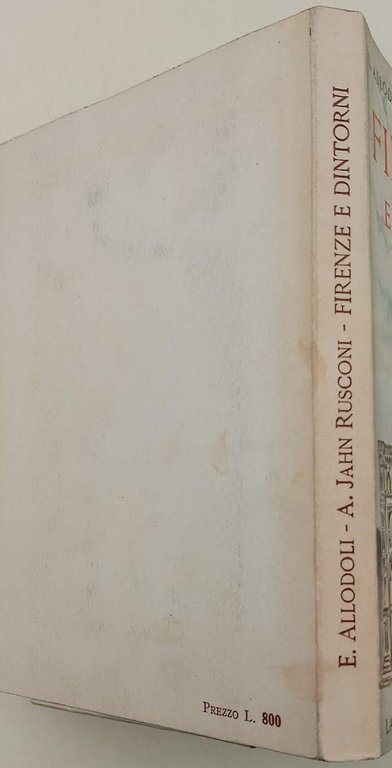 E. ALLODOLI - A. JAHN RUSCONI - FIRENZE E DINTORNI
PREZZO L. 800